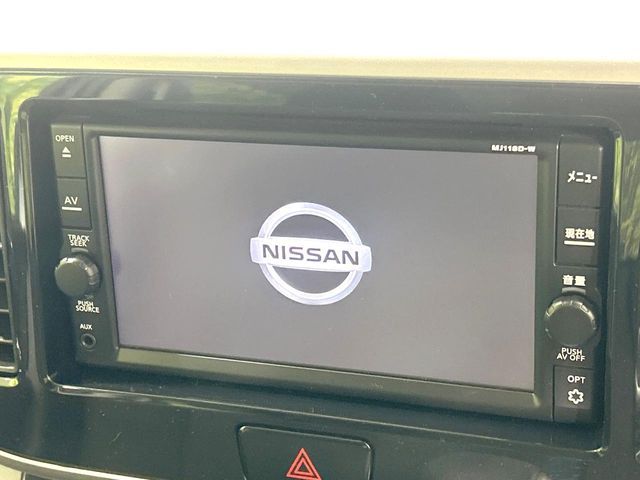 OPEN
AV
TRACK
SEEK
PUSH
SOURCE
AUX
MJ118D-W
NISSAN
メニュー
現在地
音量
PUSH
AV OFF
OPT